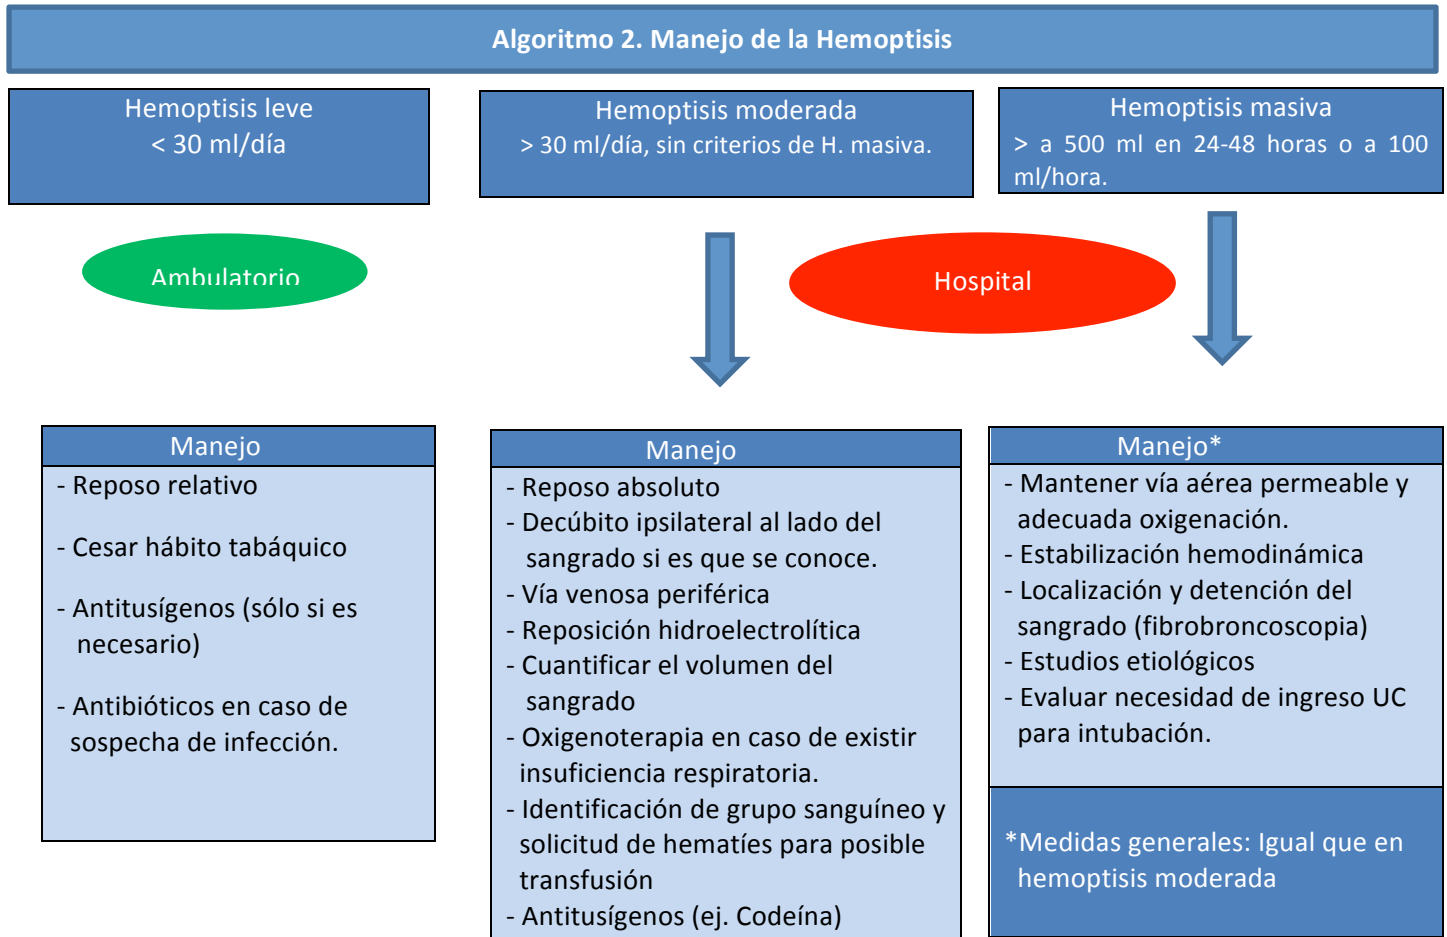 Algoritmo 2. Manejo de la Hemoptisis
Hemoptisis leve
< 30 ml/día
Hemoptisis moderada
> 30 ml/día, sin criterios de H. masiva.
Hemoptisis masiva
> a 500 ml en 24-48 horas o a 100
ml/hora.
Ambulatorio
Hospital
Manejo
- Reposo relativo
- Cesar hábito tabáquico
- Antitusígenos (sólo si es
necesario)
- Antibióticos en caso de
sospecha de infección.
Manejo
- Reposo absoluto
- Decúbito ipsilateral al lado del
sangrado si es que se conoce.
- Vía venosa periférica
- Reposición hidroelectrolítica
- Cuantificar el volumen del
sangrado
- Oxigenoterapia en caso de existir
insuficiencia respiratoria.
- Identificación de grupo sanguíneo y
solicitud de hematíes para posible
transfusión
- Antitusígenos (ej. Codeína)
Manejo*
- Mantener vía aérea permeable y
adecuada oxigenación.
- Estabilización hemodinámica
- Localización y detención del
sangrado (fibrobroncoscopia)
- Estudios etiológicos
- Evaluar necesidad de ingreso UC
para intubación.
*Medidas generales: Igual que en
hemoptisis moderada